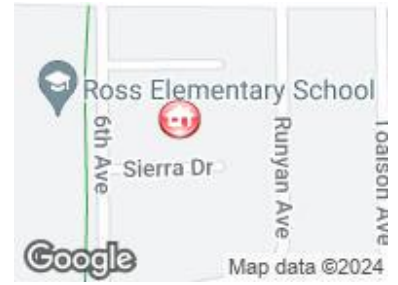 Ross Elementary School
6th Ave
Sierra Dr
Runyan Ave
Toalson Ave
Google
Map data ©2024